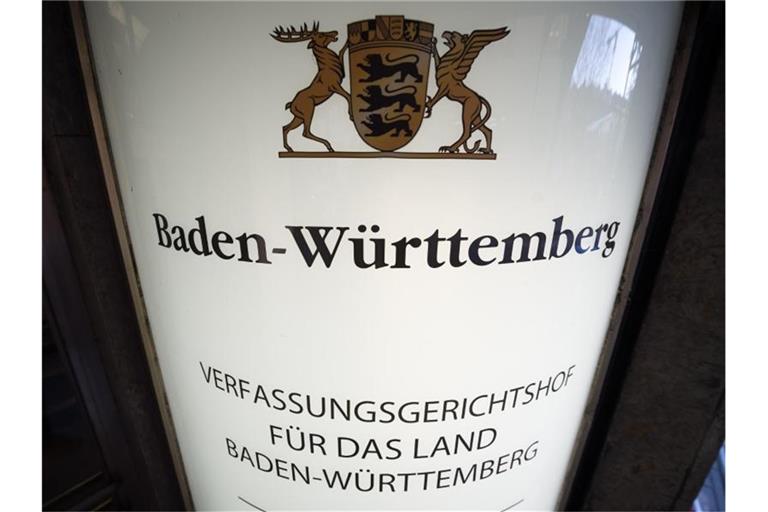 Baden-Württemberg
VERFASSUNGSGERICHTSHOF
FÜR DAS LAND
BADEN-WÜRTTEMBERG